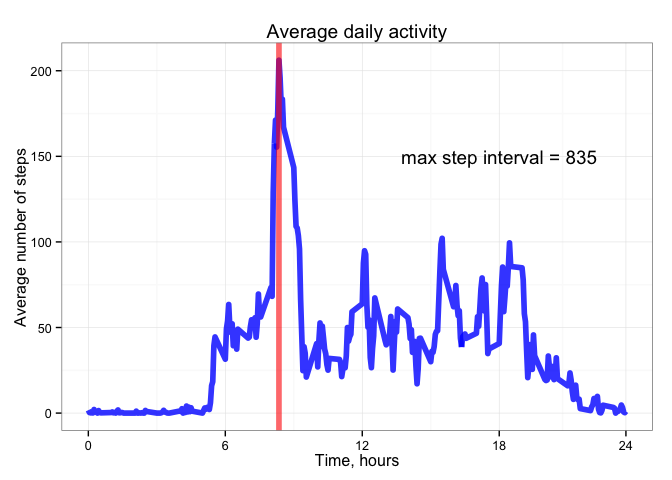 Average daily activity
200
150
100
50
0
Average number of steps
max step interval = 835
0 6 12 18 24
Time, hours